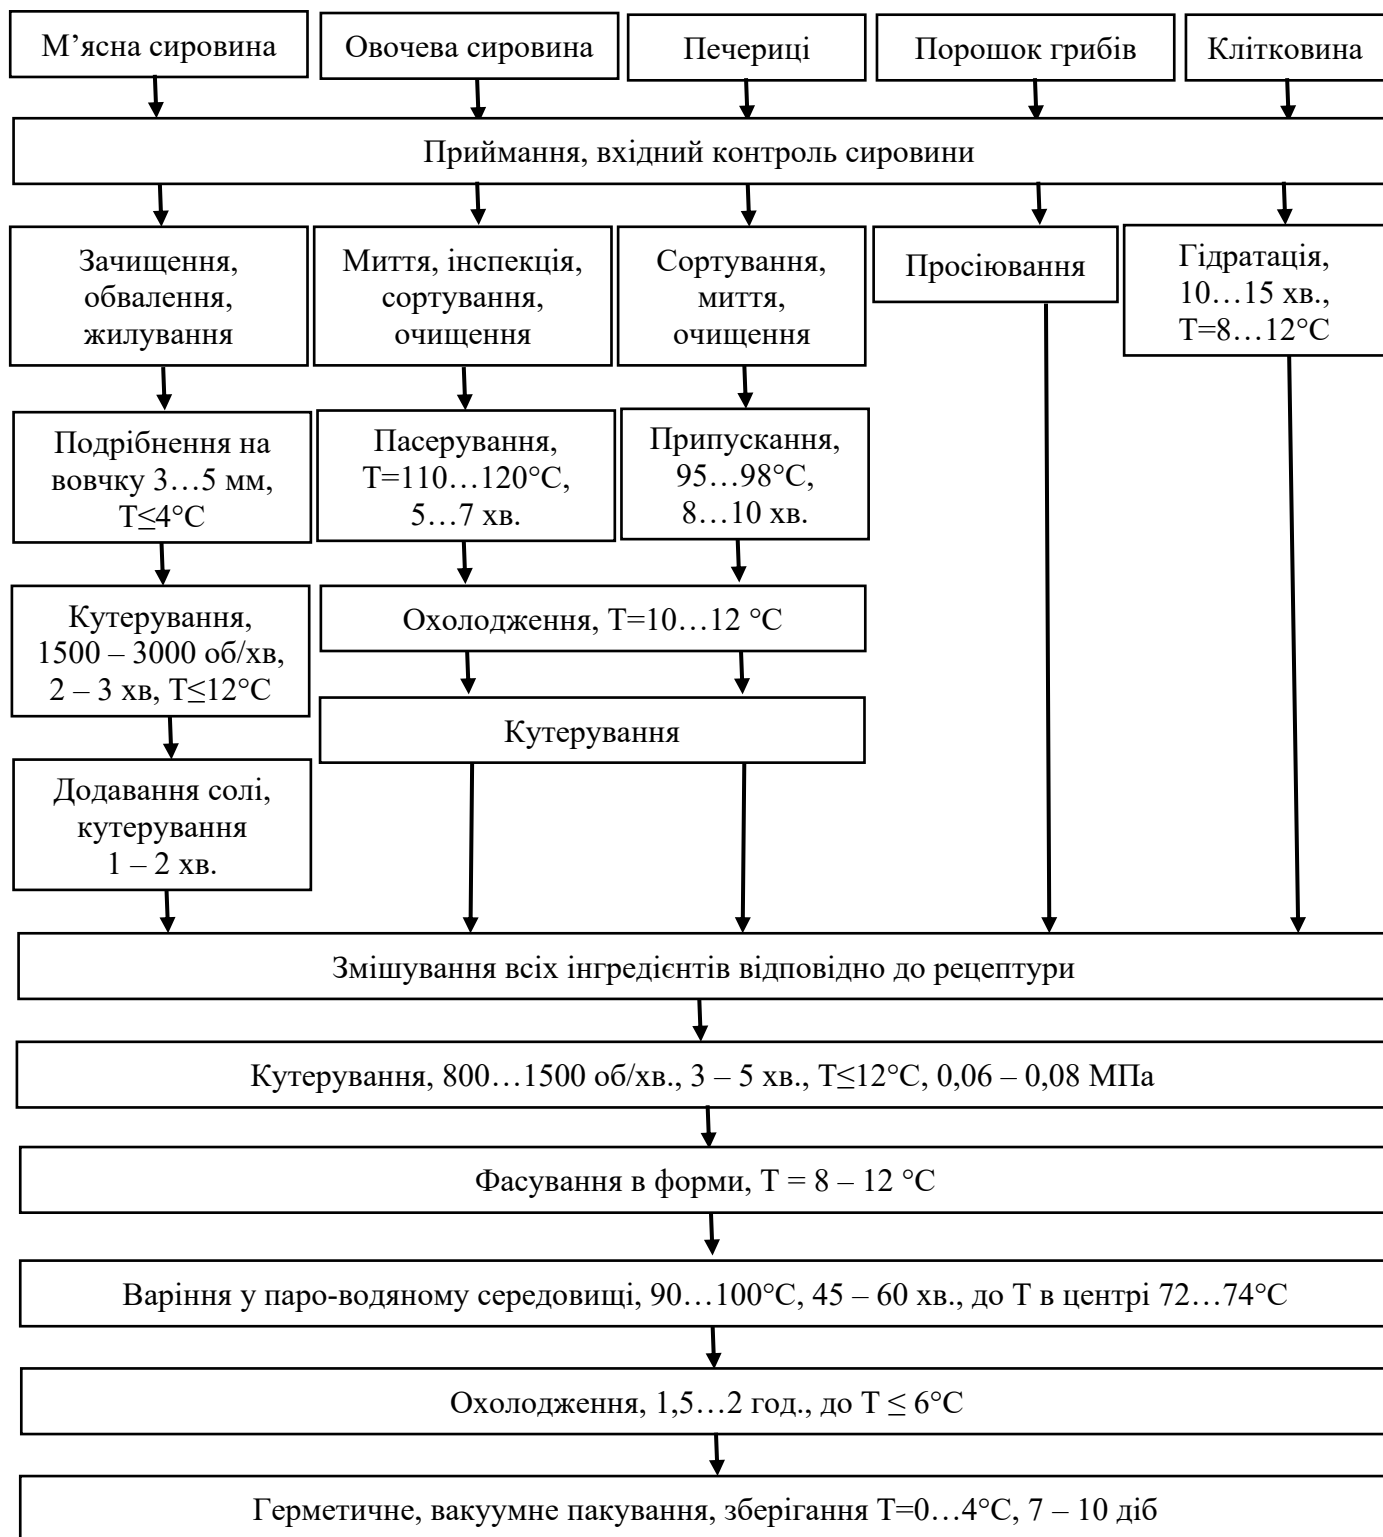 М’ясна сировина
Овочева сировина
Печериці
Порошок грибів
Клітковина
Приймання, вхідний контроль сировини
Зачищення,
обвалення,
жилування
Миття, інспекція,
сортування,
очищення
Сортування,
миття,
очищення
Просіювання
Гідратація,
10…15 хв.,
Т=8…12°С
Подрібнення на
вовчку 3…5 мм,
Т≤4°С
Пасерування,
Т=110…120°С,
5…7 хв.
Припускання,
95…98°С,
8…10 хв.
Кутерування,
1500 – 3000 об/хв,
2 – 3 хв, Т≤12°С
Охолодження, Т=10…12 °С
Кутерування
Додавання солі,
кутерування
1 – 2 хв.
Змішування всіх інгредієнтів відповідно до рецептури
Кутерування, 800…1500 об/хв., 3 – 5 хв., Т≤12°С, 0,06 – 0,08 МПа
Фасування в форми, Т = 8 – 12 °С
Варіння у паро-водяному середовищі, 90…100°С, 45 – 60 хв., до Т в центрі 72…74°С
Охолодження, 1,5…2 год., до Т ≤ 6°С
Герметичне, вакуумне пакування, зберігання Т=0…4°С, 7 – 10 діб